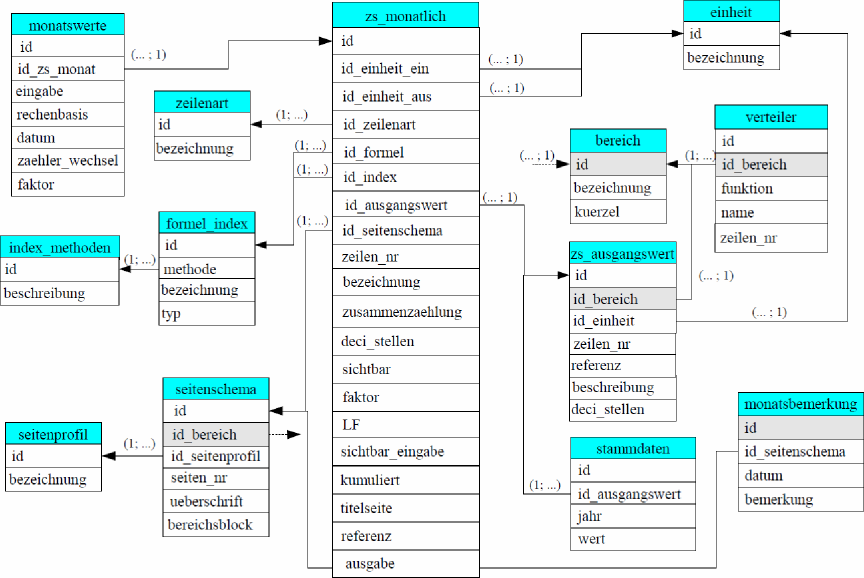 monatswerte
id
id_zs_monat
eingabe
rechenbasis
datum
zaehler_wechsel
faktor
(... ; 1)
zeilenart
id
bezeichnung
(1; ...)
(1; ...)
(1; ...)
(1; ...)
formel_index
id
methode
bezeichnung
typ
index_methoden
id
beschreibung
(1; ...)
seitenschema
id
id_bereich
id_seitenprofil
seiten_nr
ueberschrift
bereichsblock
seitenprofil
id
bezeichnung
(1; ...)
zs_monatlich
id
id_einheit_ein
id_einheit_aus
id_zeilenart
id_formel
id_index
id_ausgangswert
id_seitenschema
zeilen_nr
bezeichnung
zusammenzaehlung
deci_stellen
sichtbar
faktor
LF
sichtbar_eingabe
kumuliert
titelseite
referenz
ausgabe
(... ; 1)
(... ; 1)
(... ; 1)
einheit
id
bezeichnung
bereich
id
bezeichnung
kuerzel
(... ; 1)
verteiler
id
id_bereich
funktion
name
zeilen_nr
(1; ...)
zs_ausgangswert
id
id_bereich
id_einheit
zeilen_nr
referenz
beschreibung
deci_stellen
(... ; 1)
(... ; 1)
stammdaten
id
id_ausgangswert
jahr
wert
(1; ...)
monatsbemerkung
id
id_seitenschema
datum
bemerkung